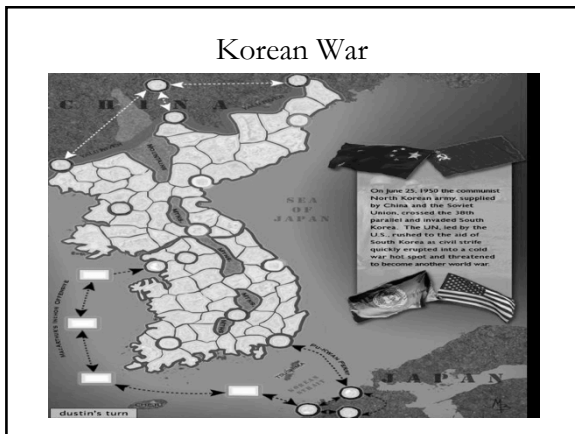 Korean War
CHINA
SEA
OF
JAPAN
On June 25, 1950 the communist
North Korean army, supplied
by China and the Soviet
Union, crossed the 38th
parallel and invaded South
Korea. The UN, led by the
U.S., rushed to the aid of
South Korea as civil strife
quickly erupted into a cold
war hot spot and threatened
to become another world war.
KOREAN
STRAIT
JAPAN
dustin's turn